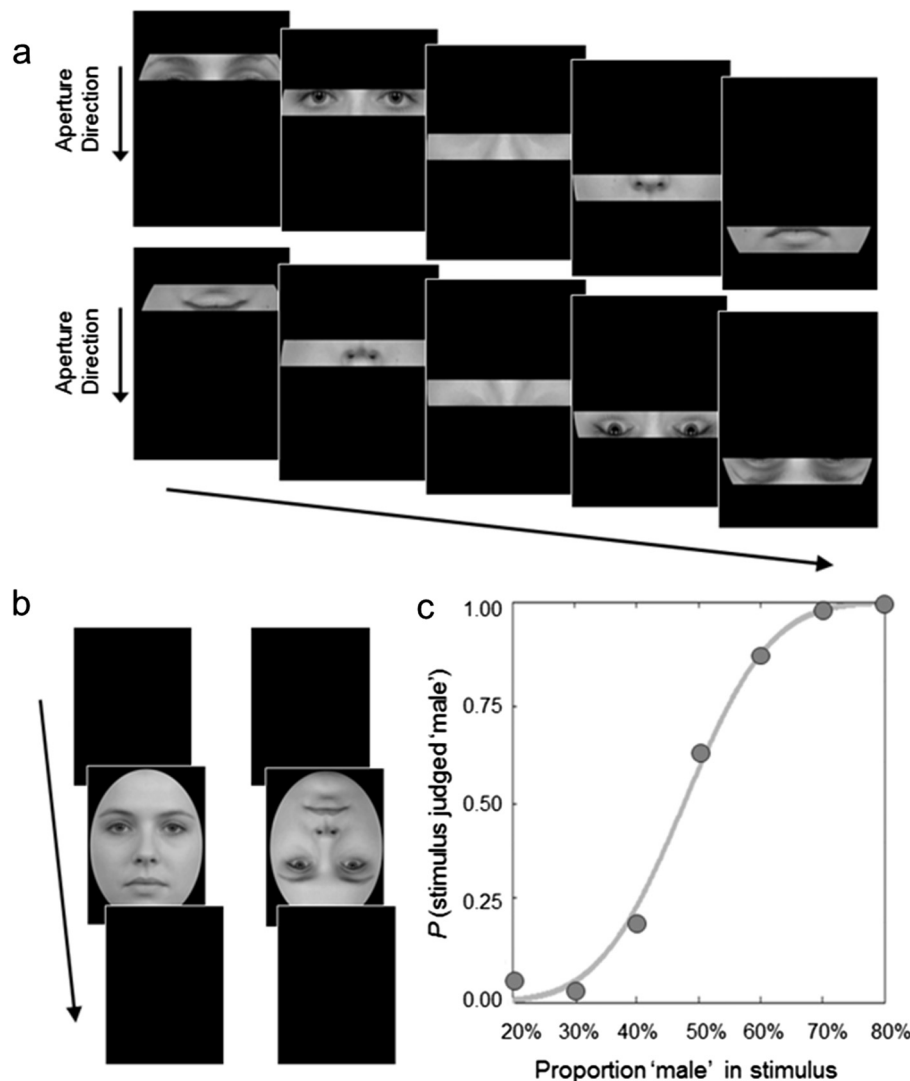 a
Aperture
Direction
Aperture
Direction
b
c
P (stimulus judged 'male')
1.00
0.75
0.50
0.25
0.00
20% 30% 40% 50% 60% 70% 80%
Proportion 'male' in stimulus